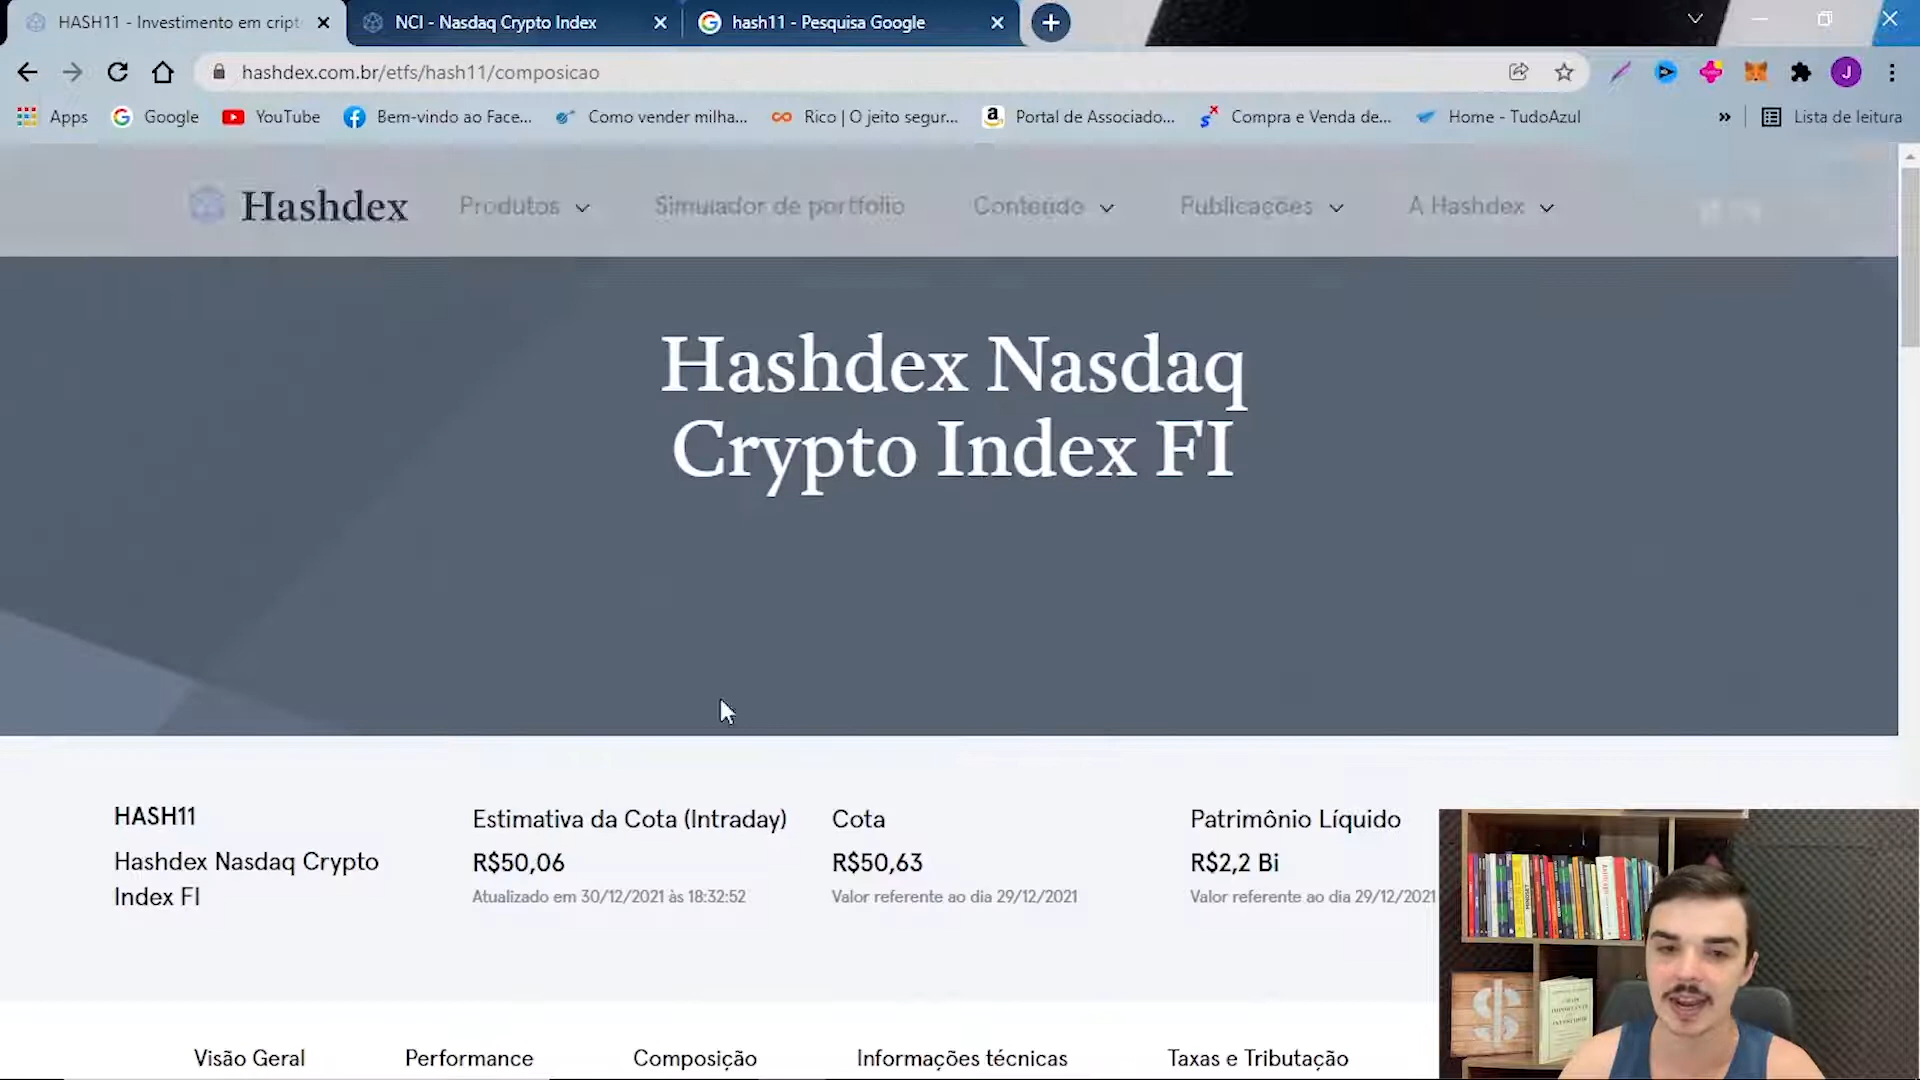 HASH11 - Investimento em cript
NCI - Nasdaq Crypto Index
hash11 - Pesquisa Google
hashdex.com.br/etfs/hash11/composicao
J
Apps
Google
YouTube
Bem-vindo ao Face...
Como vender milha...
Rico | O jeito segur...
Portal de Associado...
Compra e Venda de...
Home - TudoAzul
»
Lista de leitura
Hashdex
Produtos
Simulador de portfolio
Conteúdo
Publicações
A Hashdex
Hashdex Nasdaq
Crypto Index FI
HASH11
Hashdex Nasdaq Crypto
Index FI
Estimativa da Cota (Intraday)
R$50,06
Atualizado em 30/12/2021 às 18:32:52
Cota
R$50,63
Valor referente ao dia 29/12/2021
Patrimônio Líquido
R$2,2 Bi
Valor referente ao dia 29/12/2021
Visão Geral
Performance
Composição
Informações técnicas
Taxas e Tributação